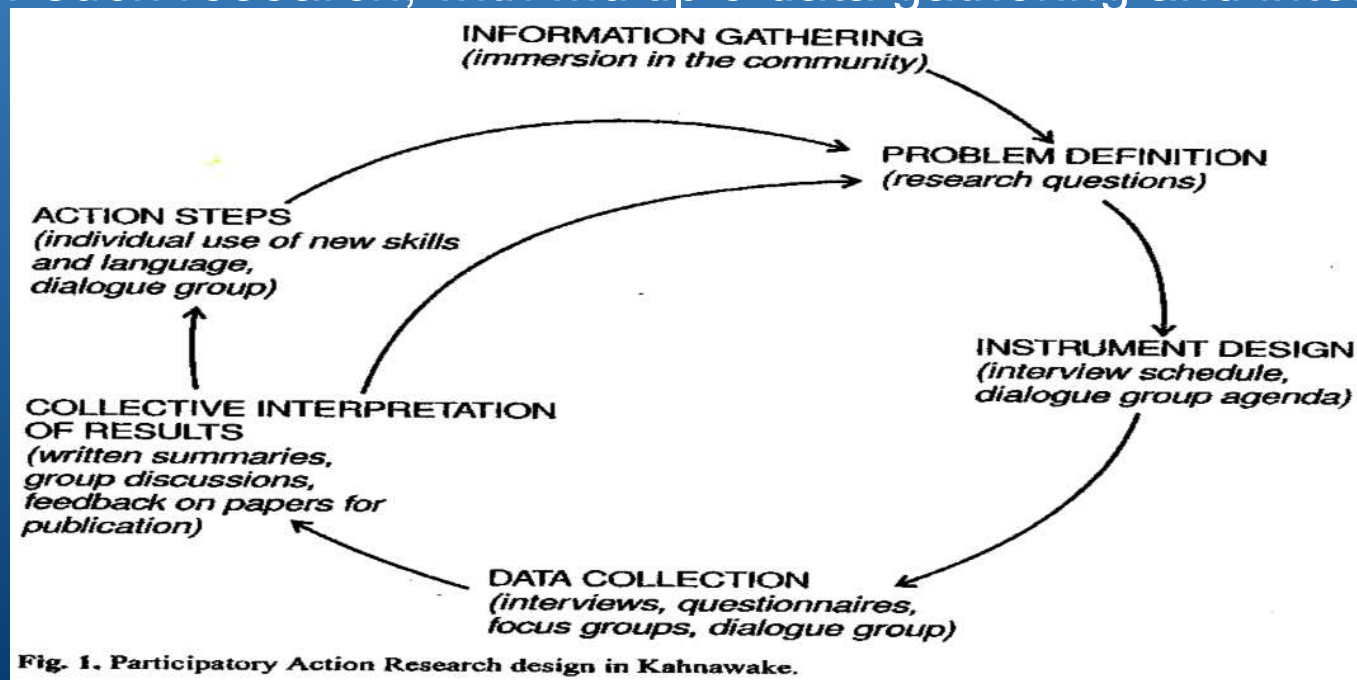 INFORMATION GATHERING
(immersion in the community)
PROBLEM DEFINITION
(research questions)
ACTION STEPS
(individual use of new skills
and language,
dialogue group)
INSTRUMENT DESIGN
(interview schedule,
dialogue group agenda)
COLLECTIVE INTERPRETATION
OF RESULTS
(written summaries,
group discussions,
feedback on papers for
publication)
DATA COLLECTION
(interviews, questionnaires,
focus groups, dialogue group)
Fig. 1. Participatory Action Research design in Kahnawake.